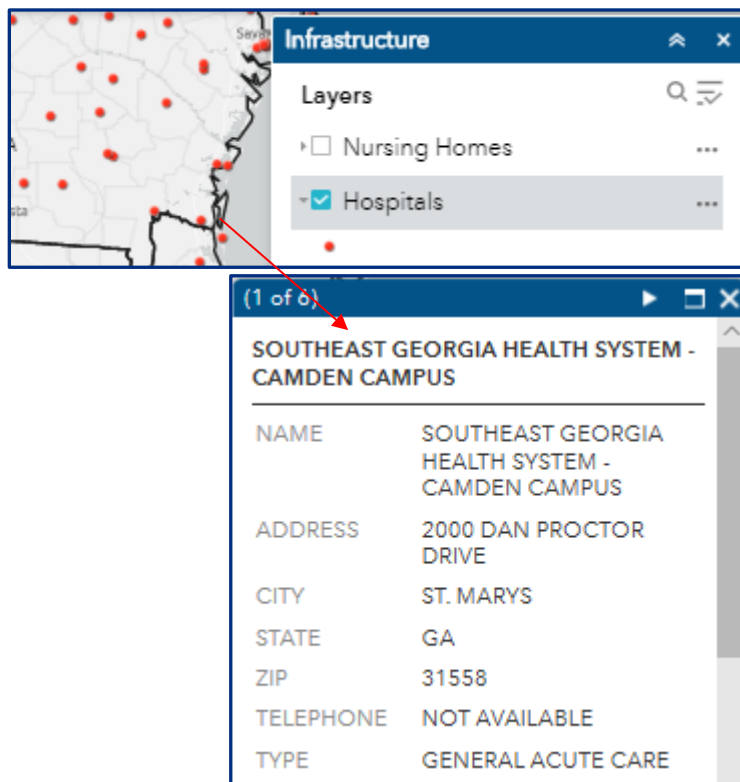 Sava
Infrastructure
Layers
Nursing Homes
...
Hospitals
...
A
sta
(1 of 6)
SOUTHEAST GEORGIA HEALTH SYSTEM -
CAMDEN CAMPUS
NAME SOUTHEAST GEORGIA
HEALTH SYSTEM -
CAMDEN CAMPUS
ADDRESS 2000 DAN PROCTOR
DRIVE
CITY ST. MARYS
STATE GA
ZIP 31558
TELEPHONE NOT AVAILABLE
TYPE GENERAL ACUTE CARE